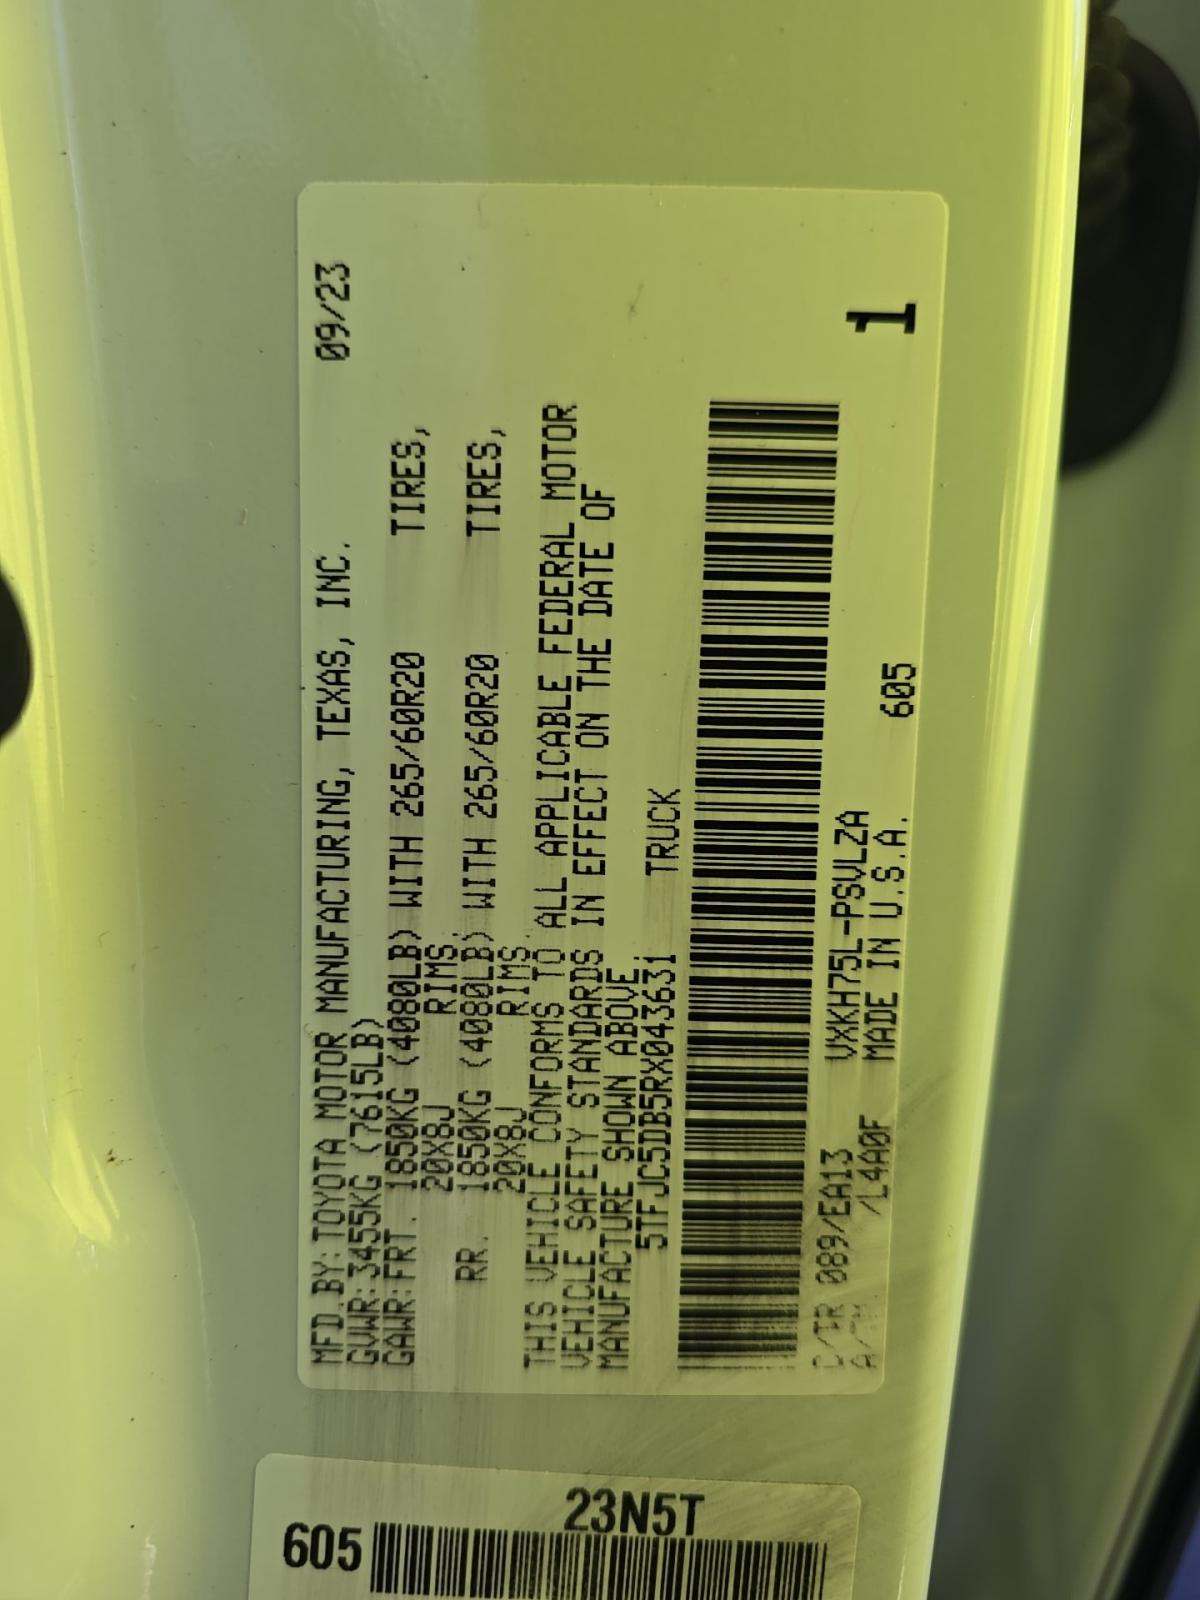 MFD.BY:TOYOTA MOTOR MANUFACTURING, TEXAS, INC. 09/23
GVWR:3455KG (7615LB)
GAWR:FRT. 1850KG (4080LB) WITH 265/60R20 TIRES,
20X8J RIMS.
RR. 1850KG (4080LB) WITH 265/60R20 TIRES,
20X8J RIMS.
THIS VEHICLE CONFORMS TO ALL APPLICABLE FEDERAL MOTOR
VEHICLE SAFETY STANDARDS IN EFFECT ON THE DATE OF
MANUFACTURE SHOWN ABOVE.
5TFJC5DB5RX043631 TRUCK
C/TR 089/EA13 VXKH75L-PSVLZA
A/TM /L4A0F MADE IN U.S.A. 605 1
605 23N5T